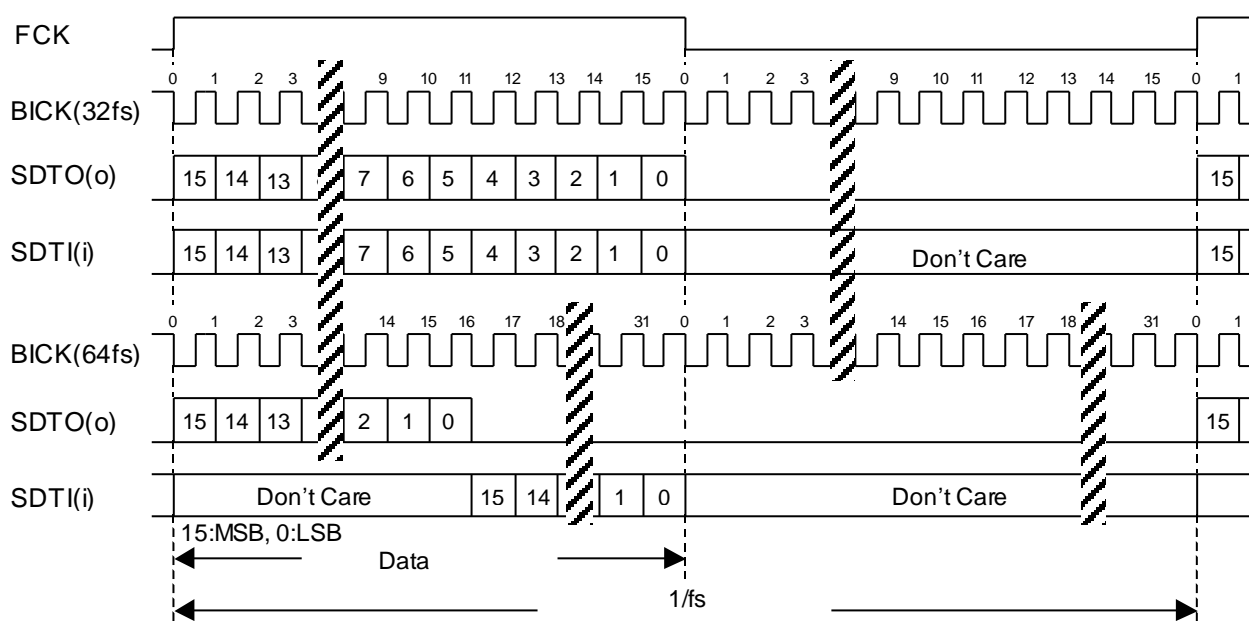 FCK
0 1 2 3 9 10 11 12 13 14 15 0 1 2 3 9 10 11 12 13 14 15 0 1
BICK(32fs)
SDTO(o) 15 14 13 7 6 5 4 3 2 1 0 15
SDTI(i) 15 14 13 7 6 5 4 3 2 1 0 Don't Care 15
0 1 2 3 14 15 16 17 18 31 0 1 2 3 14 15 16 17 18 31 0 1
BICK(64fs)
SDTO(o) 15 14 13 2 1 0 15
SDTI(i) Don't Care 15 14 1 0 Don't Care
15:MSB, 0:LSB
Data
1/fs